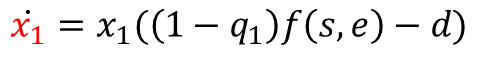 ẋ₁ = x₁((1 − q₁)f(s, e) − d)